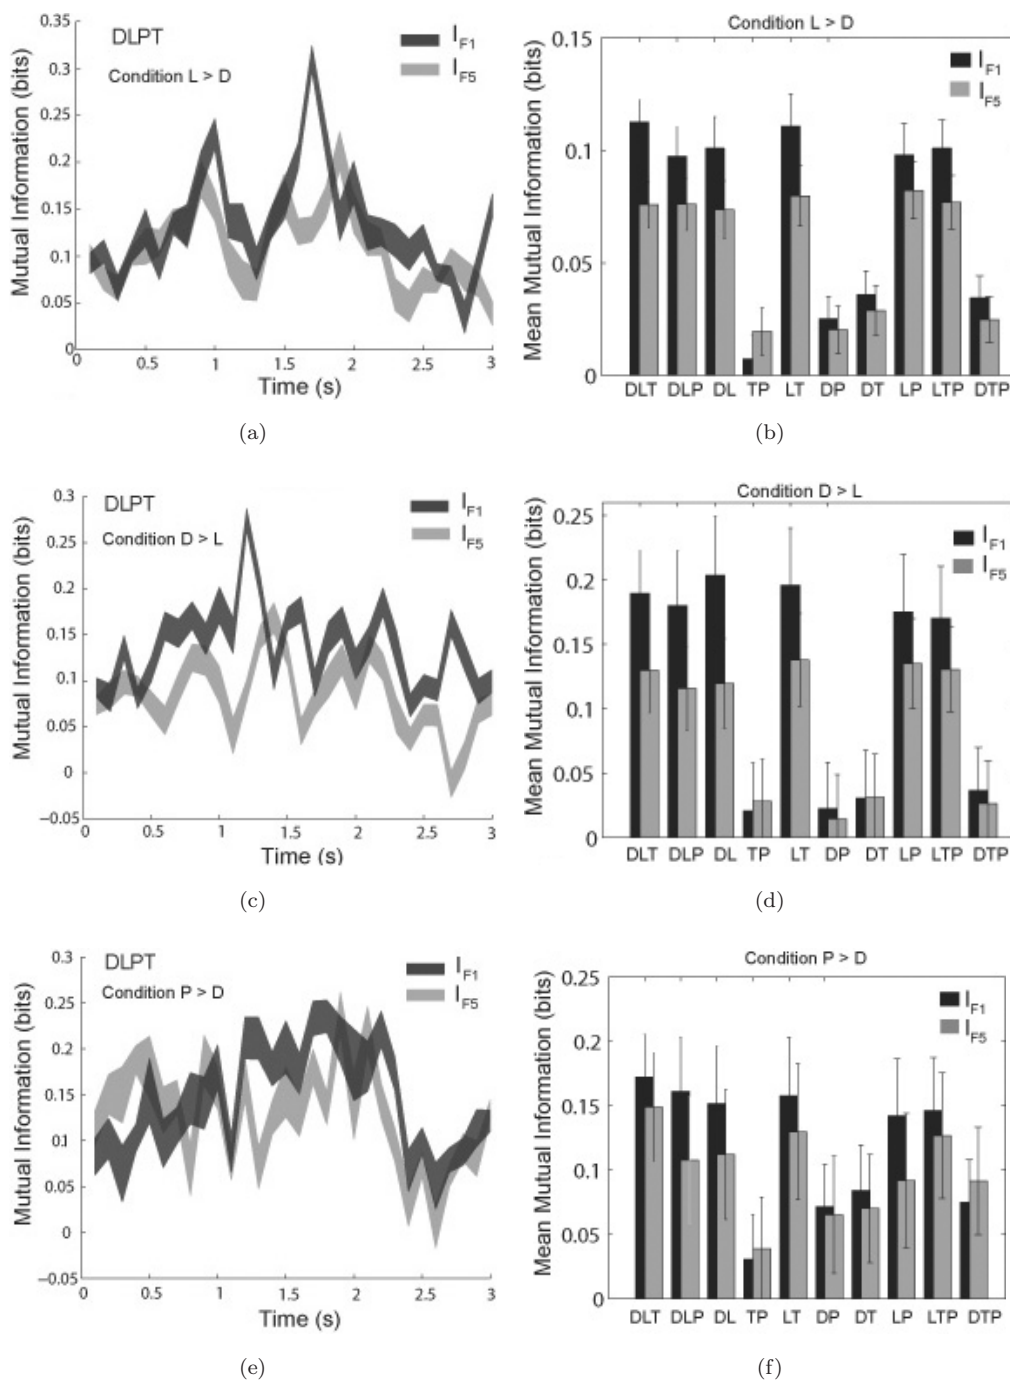 DLPT
Condition L > D
I F1
I F5
Mutual Information (bits)
0.35
0.3
0.25
0.2
0.15
0.1
0.05
0
0 0.5 1 1.5 2 2.5 3
Time (s)
(a)
Condition L > D
I F1
I F5
Mean Mutual Information (bits)
0.15
0.1
0.05
0
DLT DLP DL TP LT DP DT LP LTP DTP
(b)
DLPT
Condition D > L
I F1
I F5
Mutual Information (bits)
0.3
0.25
0.2
0.15
0.1
0.05
0
−0.05
0 0.5 1 1.5 2 2.5 3
Time (s)
(c)
Condition D > L
I F1
I F5
Mean Mutual Information (bits)
0.25
0.2
0.15
0.1
0.05
0
DLT DLP DL TP LT DP DT LP LTP DTP
(d)
DLPT
Condition P > D
I F1
I F5
Mutual Information (bits)
0.3
0.25
0.2
0.15
0.1
0.05
0
−0.05
0 0.5 1 1.5 2 2.5 3
Time (s)
(e)
Condition P > D
I F1
I F5
Mean Mutual Information (bits)
0.25
0.2
0.15
0.1
0.05
0
DLT DLP DL TP LT DP DT LP LTP DTP
(f)